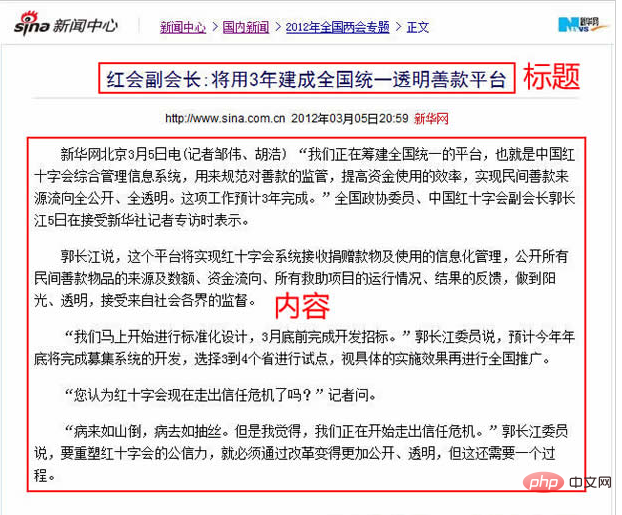 sina 新闻中心 新闻中心 > 国内新闻 > 2012年全国两会专题 > 正文 新华网
红会副会长:将用3年建成全国统一透明善款平台 标题
http://www.sina.com.cn 2012年03月05日20:59 新华网
新华网北京3月5日电(记者邹伟、胡浩) “我们正在筹建全国统一的平台，也就是中国红
十字会综合管理信息系统，用来规范对善款的监管，提高资金使用的效率，实现民间善款来
源流向全公开、全透明。这项工作预计3年完成。”全国政协委员、中国红十字会副会长郭长
江5日在接受新华社记者专访时表示。
郭长江说，这个平台将实现红十字会系统接收捐赠款物及使用的信息化管理，公开所有
民间善款物品的来源及数额、资金流向、所有救助项目的运行情况、结果的反馈，做到阳
光、透明，接受来自社会各界的监督。
内容
“我们马上开始进行标准化设计，3月底前完成开发招标。”郭长江委员说，预计今年年
底将完成募集系统的开发，选择3到4个省进行试点，视具体的实施效果再进行全国推广。
“您认为红十字会现在走出信任危机了吗？”记者问。
“病来如山倒，病去如抽丝。但是我觉得，我们正在开始走出信任危机。”郭长江委员
说，要重塑红十字会的公信力，就必须通过改革变得更加公开、透明，但这还需要一个过
程。
php 中文网